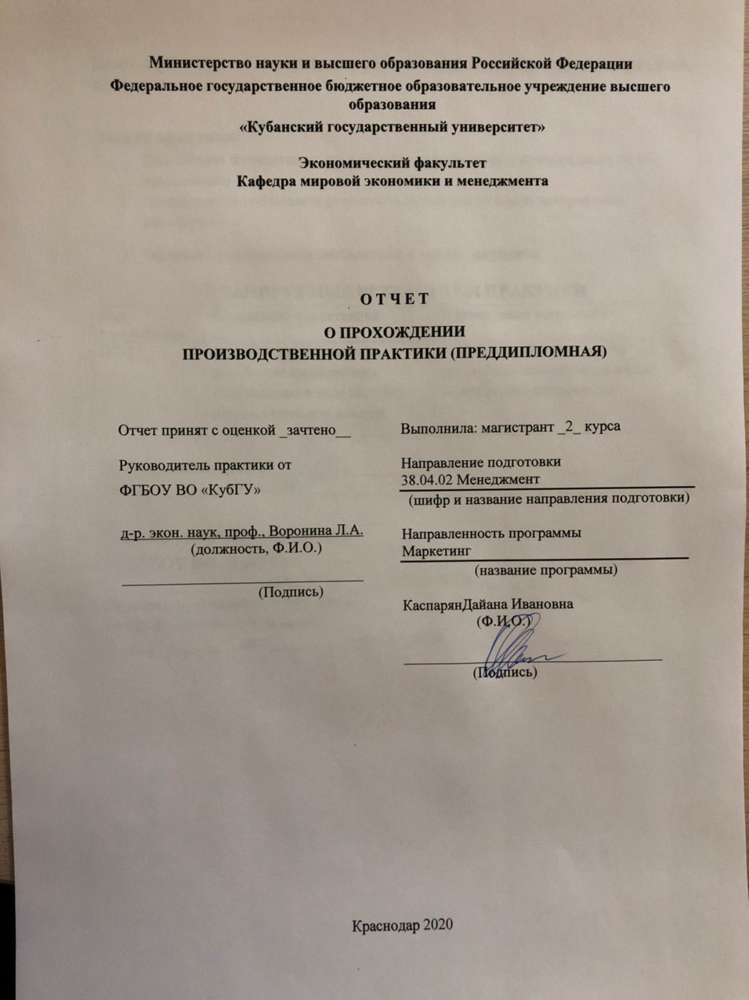 Министерство науки и высшего образования Российской Федерации
Федеральное государственное бюджетное образовательное учреждение высшего
образования
«Кубанский государственный университет»
Экономический факультет
Кафедра мировой экономики и менеджмента
О Т Ч Е Т
О ПРОХОЖДЕНИИ
ПРОИЗВОДСТВЕННОЙ ПРАКТИКИ (ПРЕДДИПЛОМНАЯ)
Отчет принят с оценкой _зачтено__
Руководитель практики от
ФГБОУ ВО «КубГУ»
д-р. экон. наук, проф., Воронина Л.А.
(должность, Ф.И.О.)
(Подпись)
Выполнила: магистрант _2_ курса
Направление подготовки
38.04.02 Менеджмент
(шифр и название направления подготовки)
Направленность программы
Маркетинг
(название программы)
КаспарянДайана Ивановна
(Ф.И.О.)
(Подпись)
Краснодар 2020